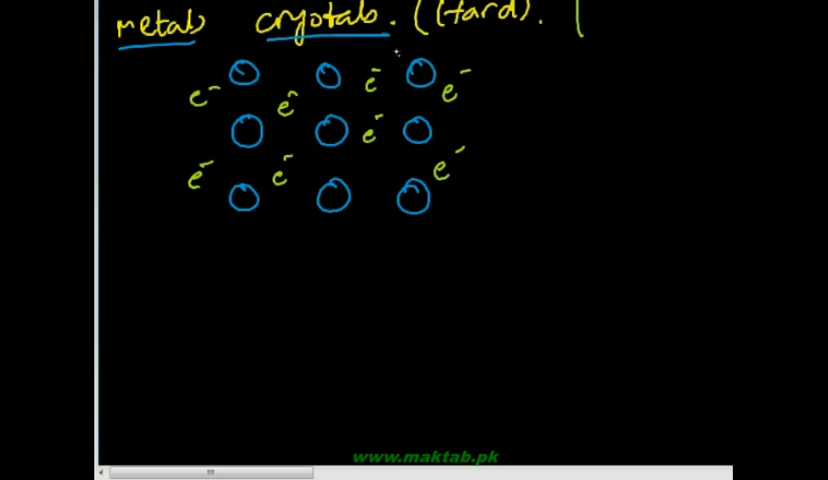 metals crystals. (Hard).
e⁻ e⁻
e⁻ e⁻
e⁻
e⁻ e⁻ e⁻
www.maktab.pk